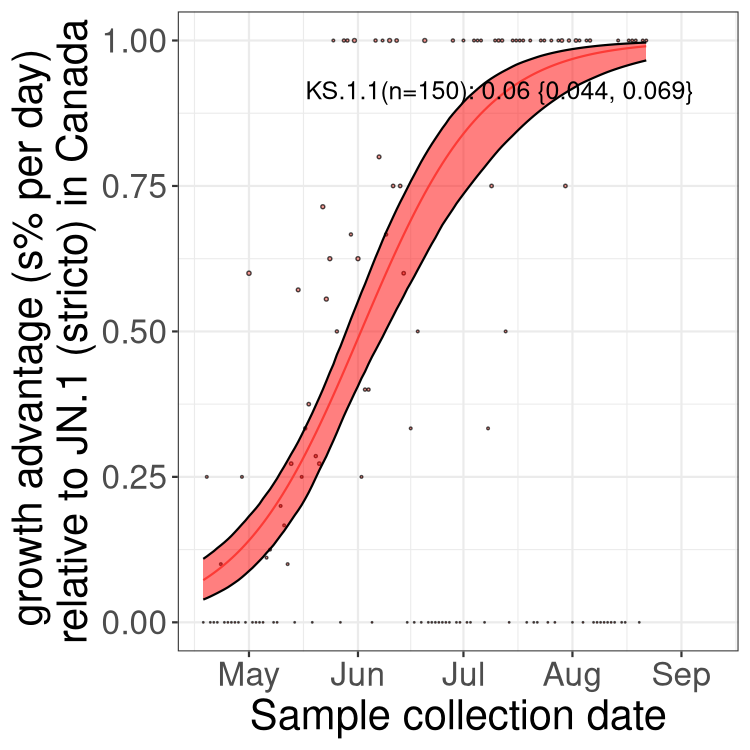 growth advantage (s% per day)
relative to JN.1 (stricto) in Canada
1.00
0.75
0.50
0.25
0.00
KS.1.1(n=150): 0.06 {0.044, 0.069}
May Jun Jul Aug Sep
Sample collection date